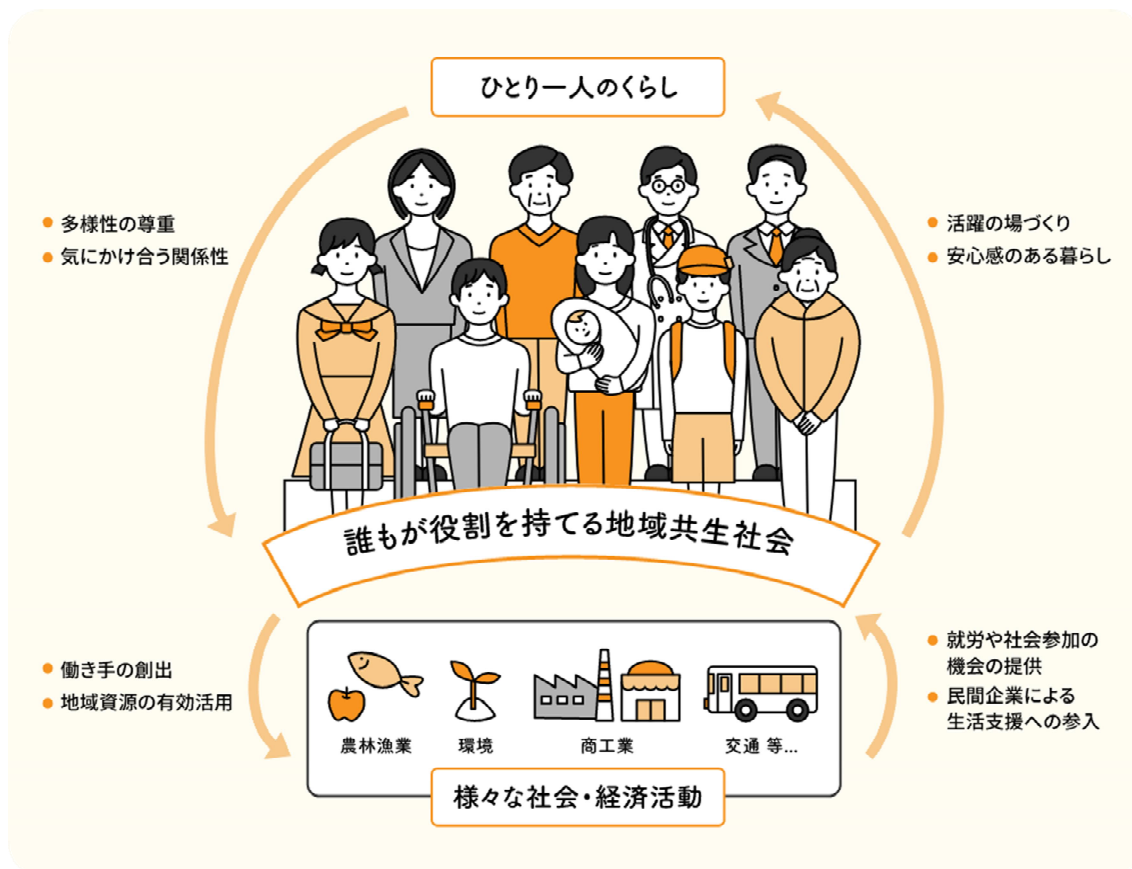 ひとり一人のくらし
● 多様性の尊重
● 気にかけ合う関係性
● 活躍の場づくり
● 安心感のある暮らし
誰もが役割を持てる地域共生社会
● 働き手の創出
● 地域資源の有効活用
● 就労や社会参加の
機会の提供
● 民間企業による
生活支援への参入
農林漁業
環境
商工業
交通 等...
様々な社会・経済活動